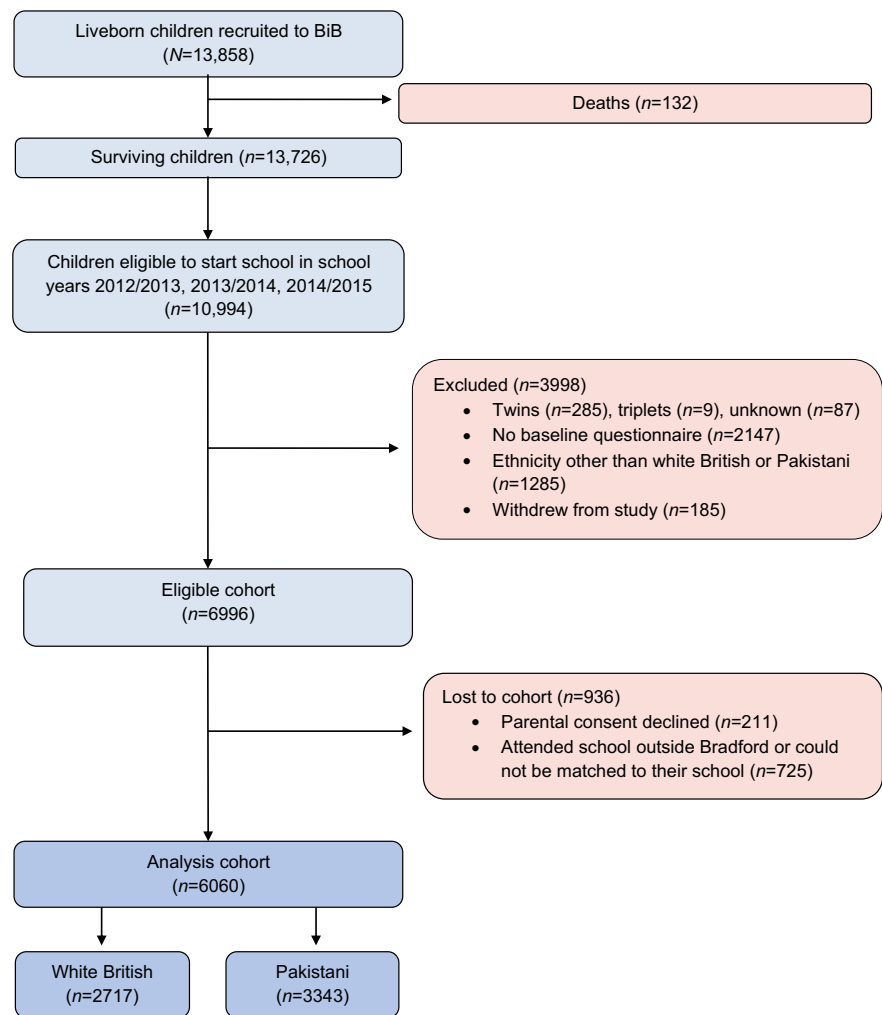 Liveborn children recruited to BiB
(N=13,858)
Deaths (n=132)
Surviving children (n=13,726)
Children eligible to start school in school
years 2012/2013, 2013/2014, 2014/2015
(n=10,994)
Excluded (n=3998)
• Twins (n=285), triplets (n=9), unknown (n=87)
• No baseline questionnaire (n=2147)
• Ethnicity other than white British or Pakistani
(n=1285)
• Withdrew from study (n=185)
Eligible cohort
(n=6996)
Lost to cohort (n=936)
• Parental consent declined (n=211)
• Attended school outside Bradford or could
not be matched to their school (n=725)
Analysis cohort
(n=6060)
White British
(n=2717)
Pakistani
(n=3343)